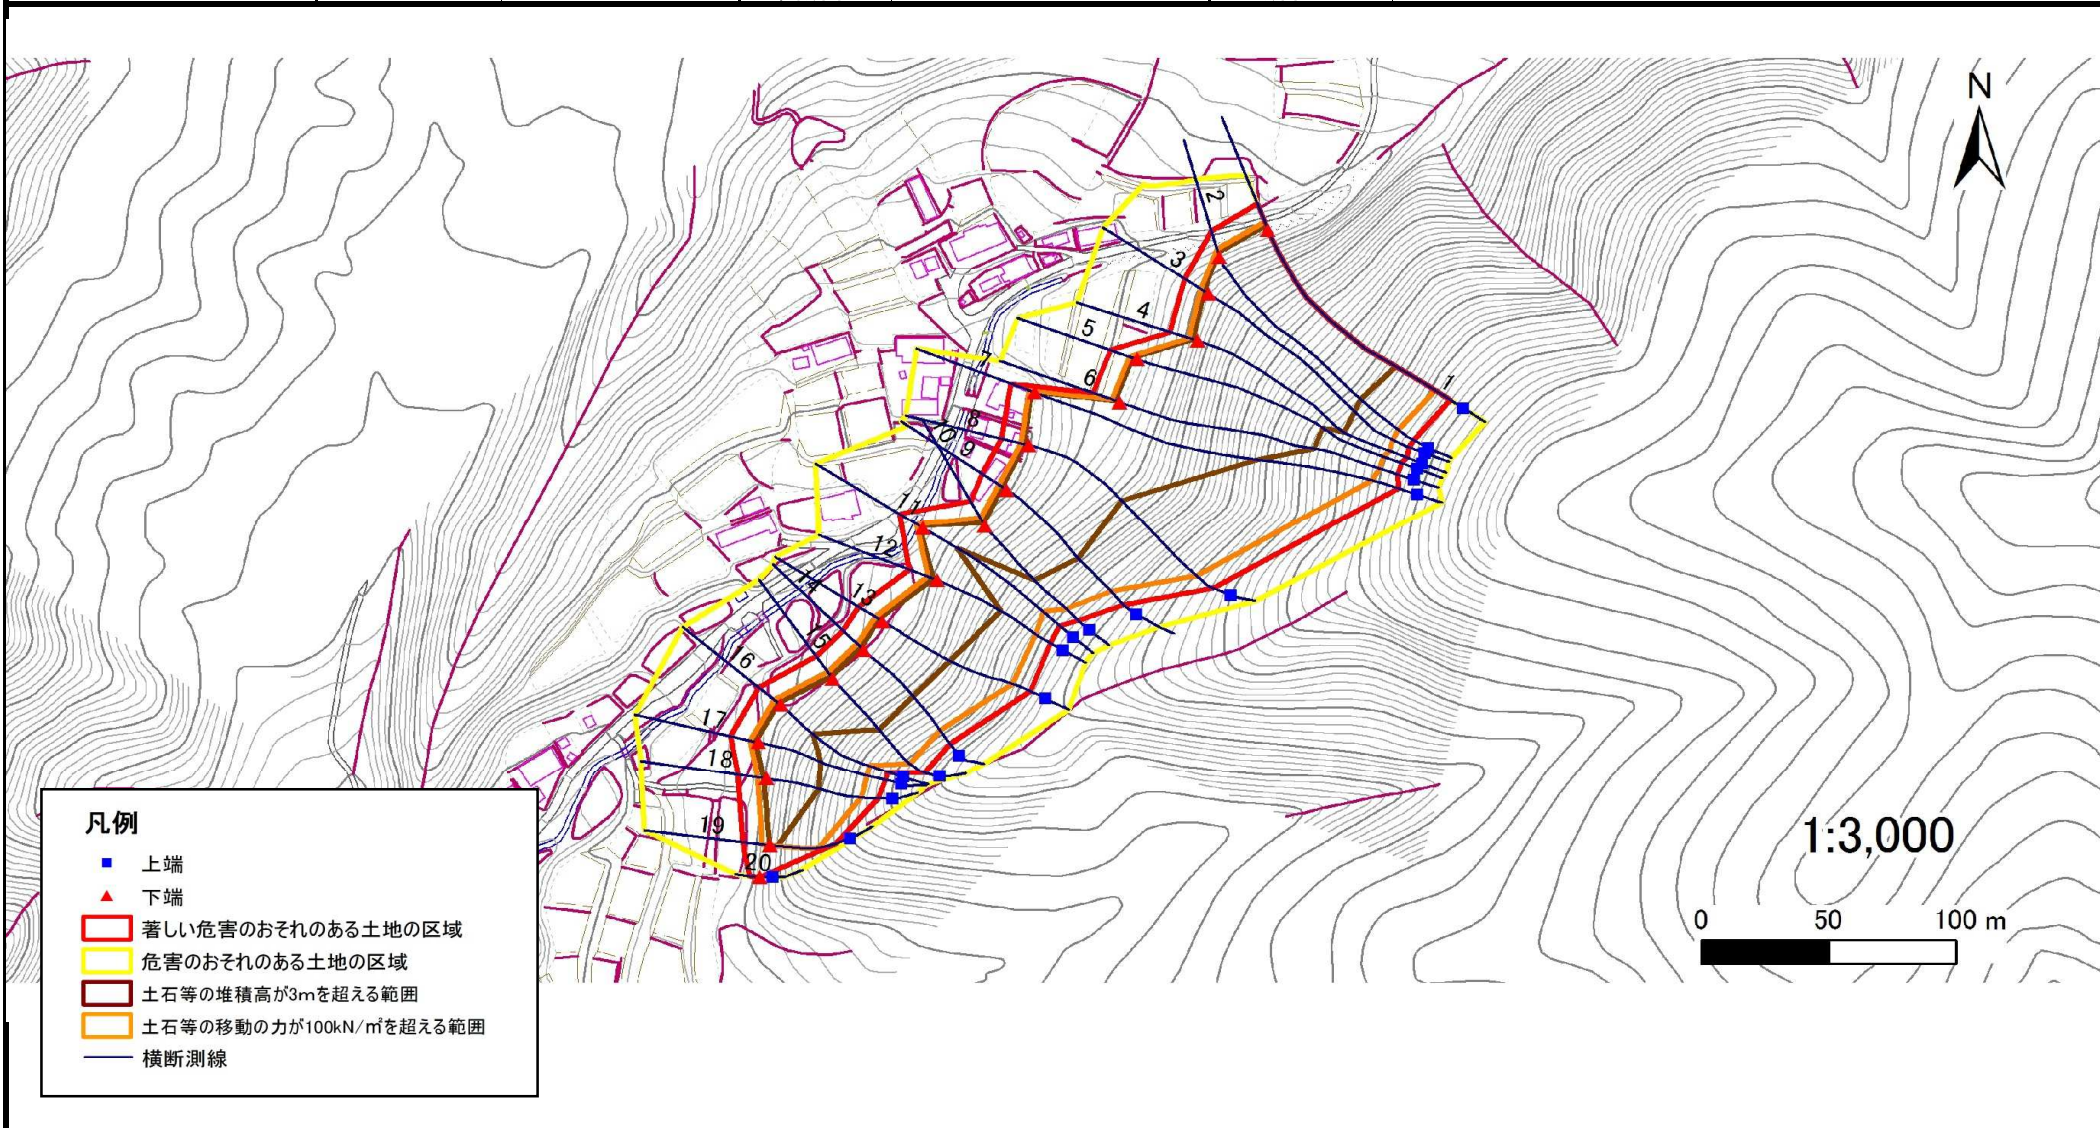 N
2
3
4
5
1
7
6
8
10
9
11
12
14
13
15
16
17
18
19
20
1:3,000
0 50 100 m
凡例
上端
下端
著しい危害のおそれのある土地の区域
危害のおそれのある土地の区域
土石等の堆積高が3mを超える範囲
土石等の移動の力が100kN/㎡を超える範囲
横断測線